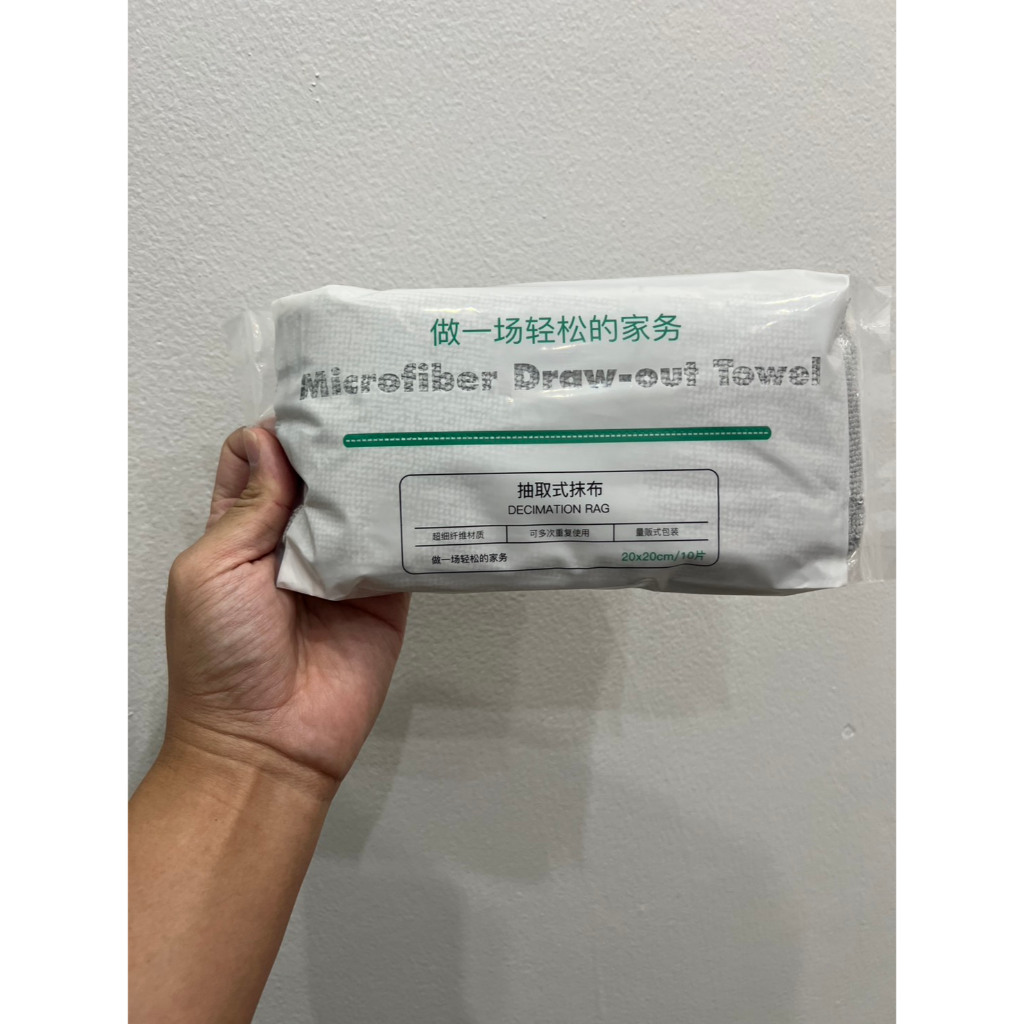 做一场轻松的家务
Microfiber Draw-out Towel
抽取式抹布
DECIMATION RAG
超细纤维材质 可多次重复使用 量贩式包装
做一场轻松的家务 20x20cm/10片